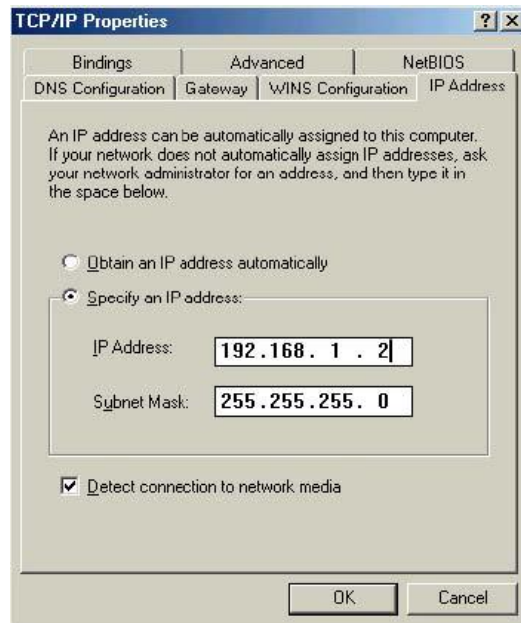 TCP/IP Properties
Bindings Advanced NetBIOS
DNS Configuration Gateway WINS Configuration IP Address
An IP address can be automatically assigned to this computer.
If your network does not automatically assign IP addresses, ask
your network administrator for an address, and then type it in
the space below.
Obtain an IP address automatically
Specify an IP address:
IP Address: 192.168. 1 . 2
Subnet Mask: 255.255.255. 0
Detect connection to network media
OK Cancel